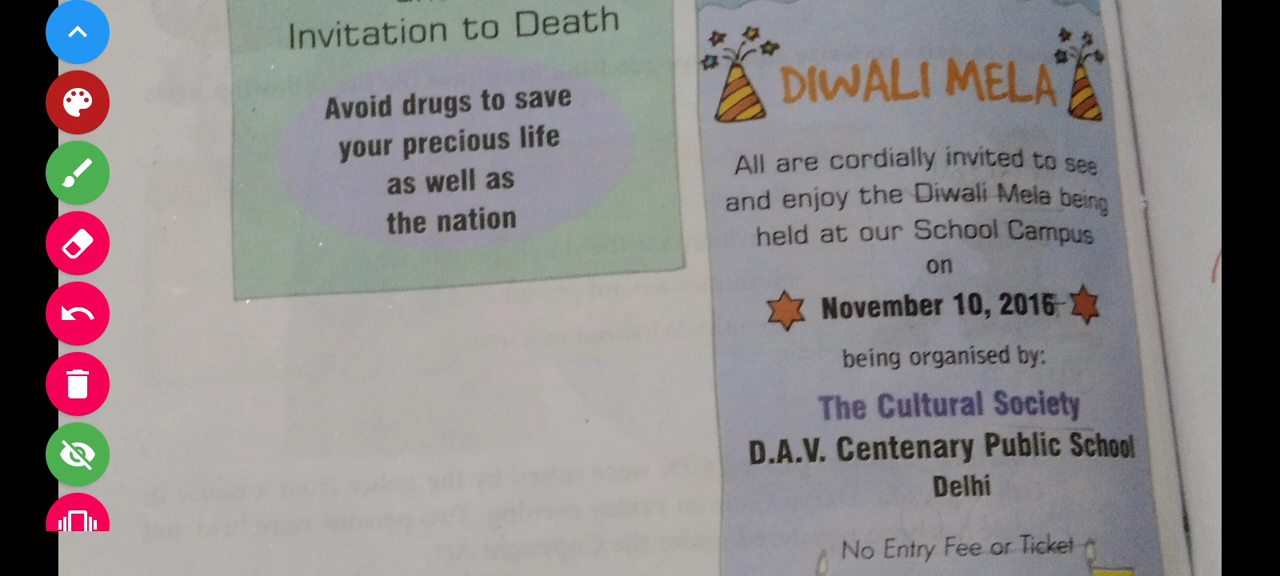 Invitation to Death
Avoid drugs to save
your precious life
as well as
the nation
DIWALI MELA
All are cordially invited to see
and enjoy the Diwali Mela being
held at our School Campus
on
November 10, 2015
being organised by:
The Cultural Society
D.A.V. Centenary Public School
Delhi
No Entry Fee or Ticket